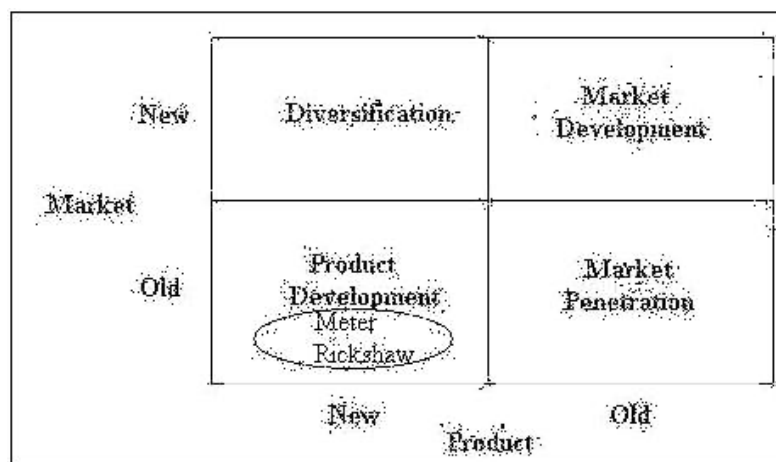 New
Diversification
Market
Development
Market
Old
Product
Development
Meter
Rickshaw
Market
Penetration
New
Old
Product